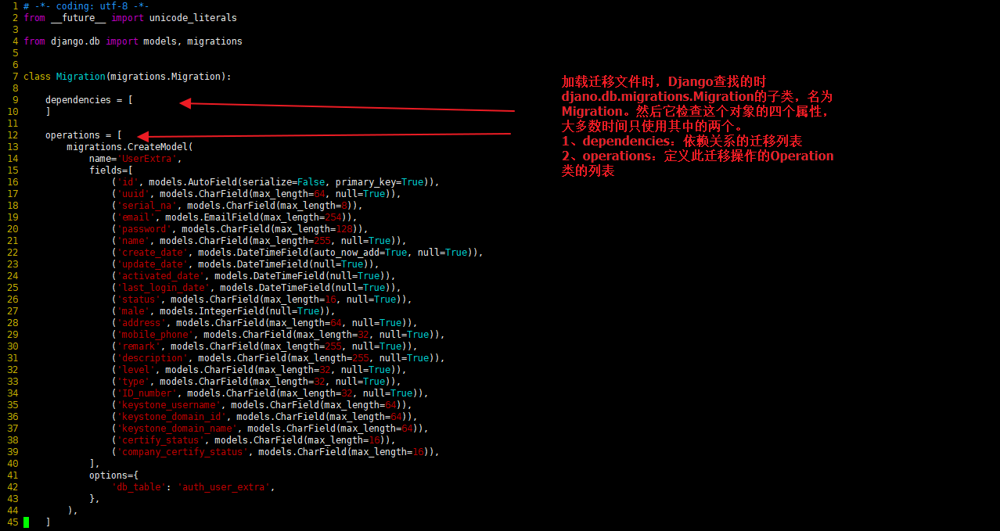 1 # -*- coding: utf-8 -*-
2 from __future__ import unicode_literals
3
4 from django.db import models, migrations
5
6
7 class Migration(migrations.Migration):
8
9     dependencies = [
10     ]
11
12     operations = [
13         migrations.CreateModel(
14             name='UserExtra',
15             fields=[
16                 ('id', models.AutoField(serialize=False, primary_key=True)),
17                 ('uuid', models.CharField(max_length=64, null=True)),
18                 ('serial_na', models.CharField(max_length=8)),
19                 ('email', models.EmailField(max_length=254)),
20                 ('password', models.CharField(max_length=128)),
21                 ('name', models.CharField(max_length=255, null=True)),
22                 ('create_date', models.DateTimeField(auto_now_add=True, null=True)),
23                 ('update_date', models.DateTimeField(null=True)),
24                 ('activated_date', models.DateTimeField(null=True)),
25                 ('last_login_date', models.DateTimeField(null=True)),
26                 ('status', models.CharField(max_length=16, null=True)),
27                 ('male', models.IntegerField(null=True)),
28                 ('address', models.CharField(max_length=64, null=True)),
29                 ('mobile_phone', models.CharField(max_length=32, null=True)),
30                 ('remark', models.CharField(max_length=255, null=True)),
31                 ('description', models.CharField(max_length=255, null=True)),
32                 ('level', models.CharField(max_length=32, null=True)),
33                 ('type', models.CharField(max_length=32, null=True)),
34                 ('ID_number', models.CharField(max_length=32, null=True)),
35                 ('keystone_username', models.CharField(max_length=64)),
36                 ('keystone_domain_id', models.CharField(max_length=64)),
37                 ('keystone_domain_name', models.CharField(max_length=64)),
38                 ('certify_status', models.CharField(max_length=16)),
39                 ('company_certify_status', models.CharField(max_length=16)),
40             ],
41             options={
42                 'db_table': 'auth_user_extra',
43             },
44         ),
45     ]
加载迁移文件时，Django查找的时
djano.db.migrations.Migration的子类，名为
Migration。然后它检查这个对象的四个属性，
大多数时间只使用其中的两个。
1、dependencies：依赖关系的迁移列表
2、operations：定义此迁移操作的Operation
类的列表